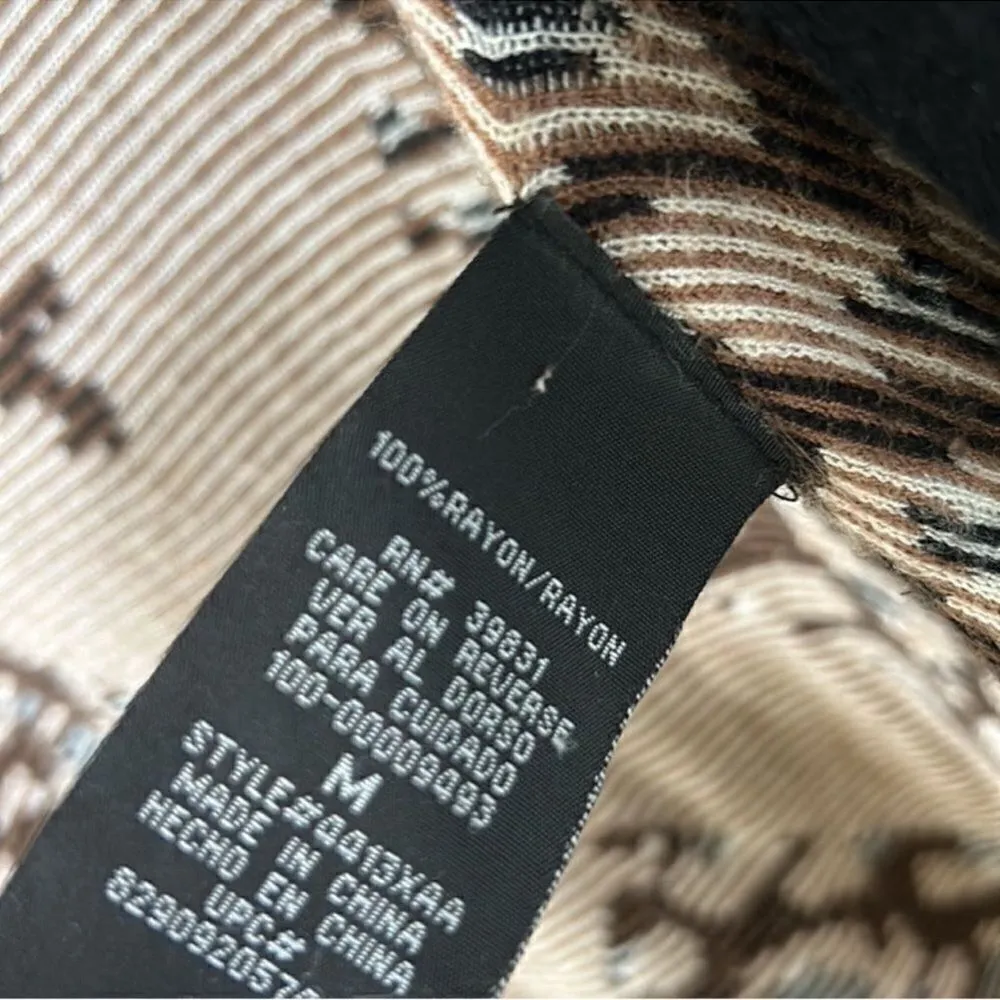 100%RAYON/RAYON
RN# 39631
CARE ON REVERSE
VER AL DORSO
PARA CUIDADO
100-00009493
M
STYLE#4413XAA
MADE IN CHINA
HECHO EN CHINA
UPC#